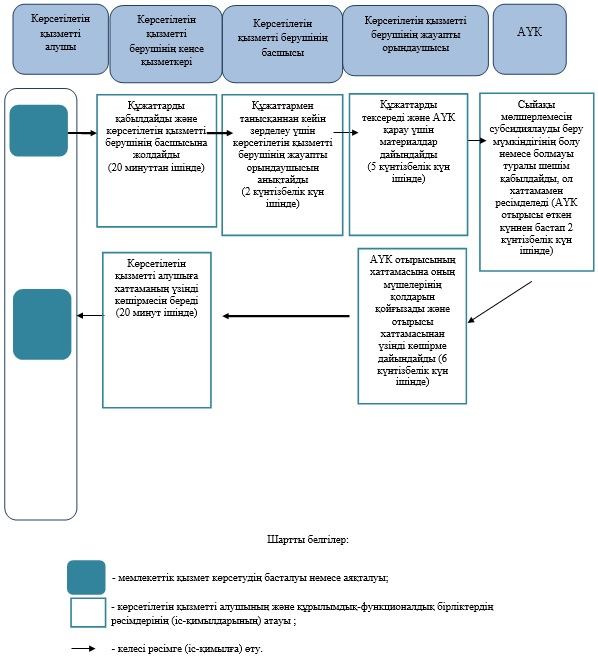 Көрсетілетін
қызметті
алушы
Көрсетілетін
қызметті
берушінің кеңсе
қызметкері
Көрсетілетін
қызметті берушінің
басшысы
Көрсетілетін қызметті
берушінің жауапты
орындаушысы
АҮК
Құжаттарды
қабылдайды және
көрсетілетін қызметті
берушінің басшысына
жолдайды
(20 минуттан ішінде)
Құжаттармен
танысқаннан кейін
зерделеу үшін
көрсетілетін қызметті
берушінің жауапты
орындаушысын
анықтайды
(2 күнтізбелік күн
ішінде)
Құжаттарды
тексереді және АҮК
қарау үшін
материалдар
дайындайды
(5 күнтізбелік күн
ішінде)
Сыйақы
мөлшерлемесін
субсидиялауды беру
мүмкіндігінің болу
немесе болмауы
туралы шешім
қабылдайды, ол
хаттамамен
ресімделеді (АҮК
отырысы өткен
күннен бастап 2
күнтізбелік күн
ішінде)
Көрсетілетін
қызметті алушыға
хаттаманың үзінді
көшірмесін береді
(20 минут ішінде)
АҮК отырысының
хаттамасына оның
мүшелерінің
қолдарын
қойғызады және
отырысы
хаттамасынан
үзінді көшірме
дайындайды (6
күнтізбелік күн
ішінде)
Шартты белгілер:
- мемлекеттік қызмет көрсетудің басталуы немесе аяқталуы;
- көрсетілетін қызметті алушының және құрылымдық-функционалдық бірліктердің
рәсімдерінің (іс-қимылдарының) атауы ;
- келесі рәсімге (іс-қимылға) өту.